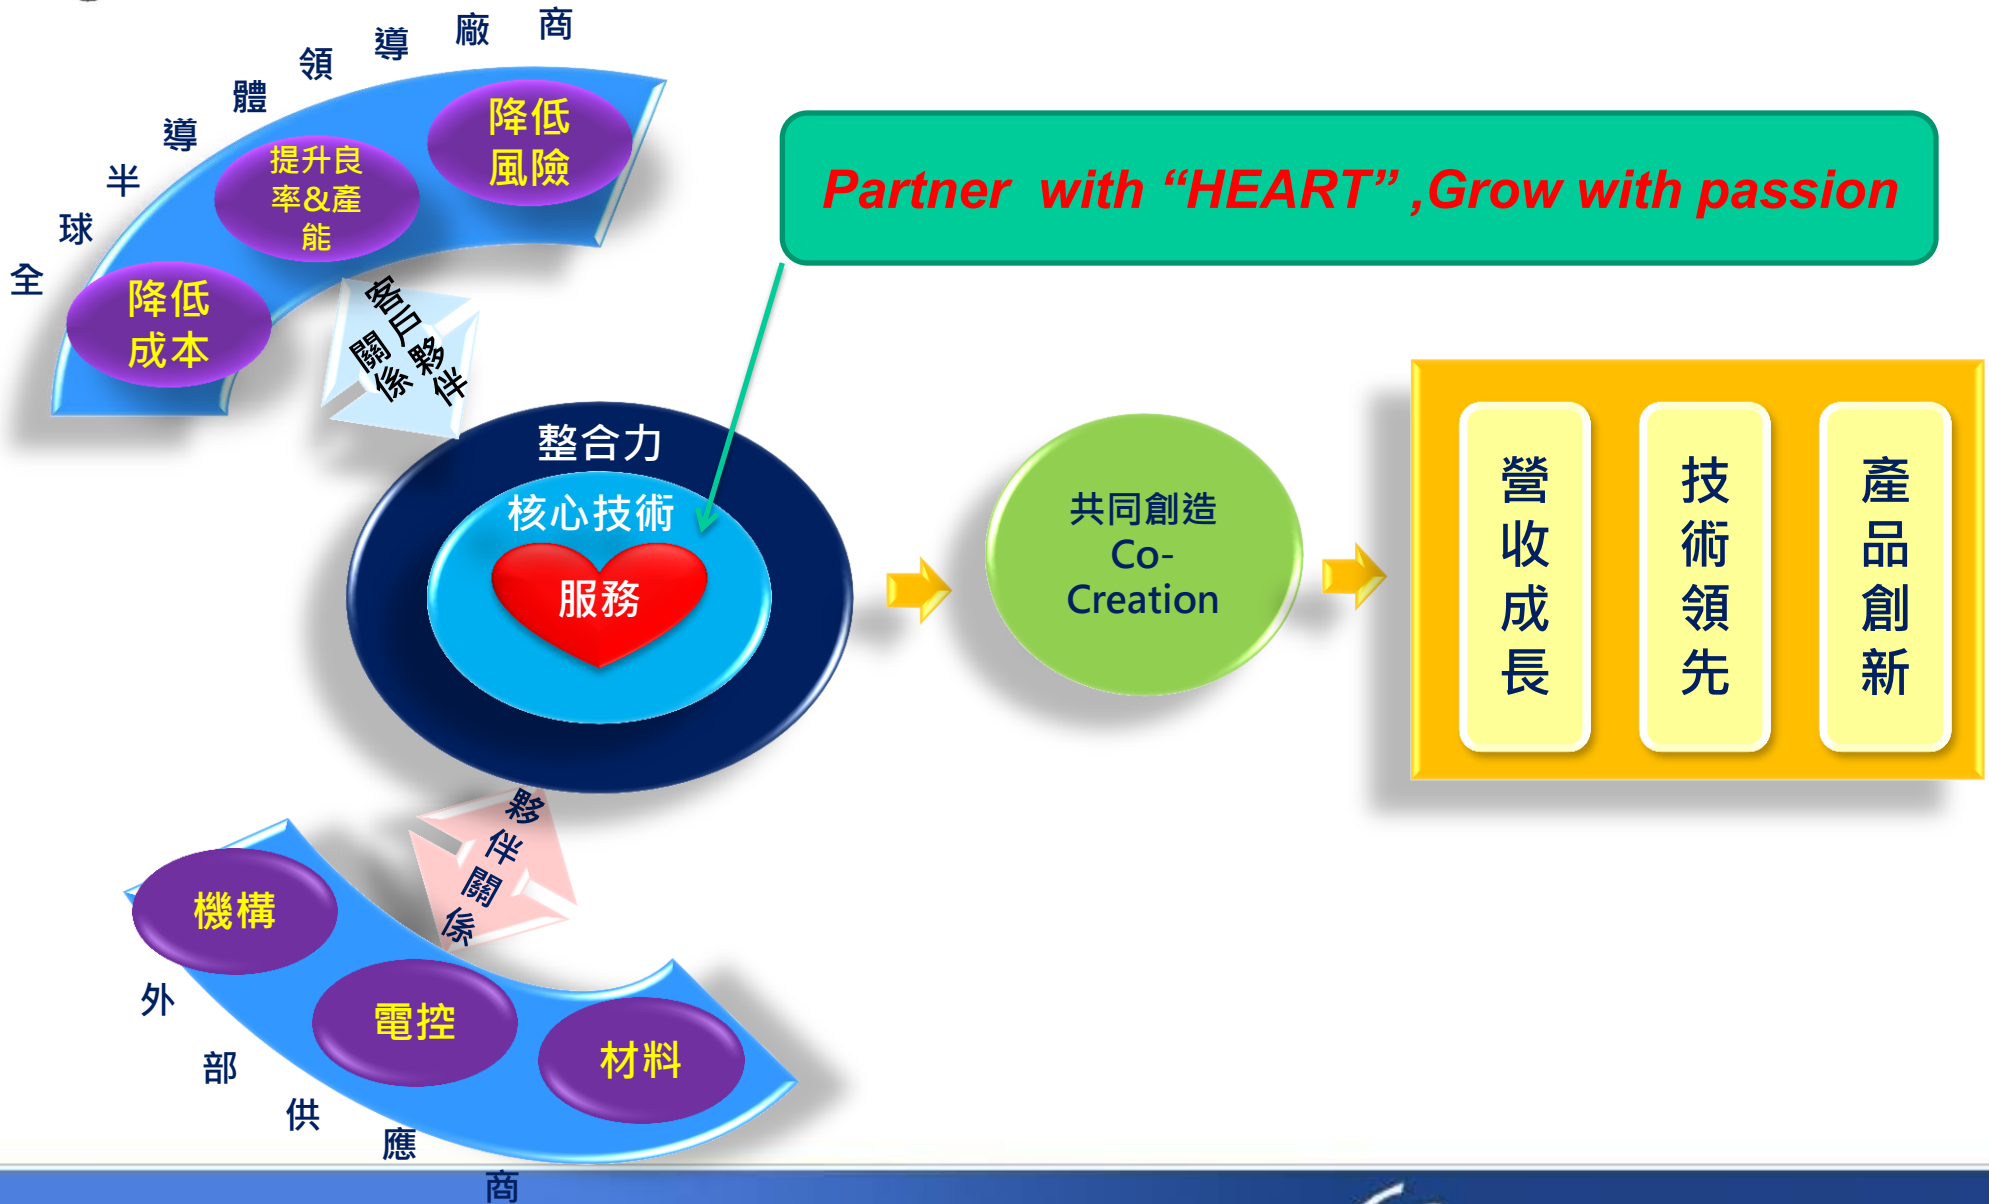 全球半導體領導廠商
降低
風險
提升良
率&產
能
降低
成本
Partner with “HEART” ,Grow with passion
客戶夥伴
關係
整合力
核心技術
服務
共同創造
Co-
Creation
營收成長
技術領先
產品創新
夥伴關係
機構
電控
材料
外部供應商